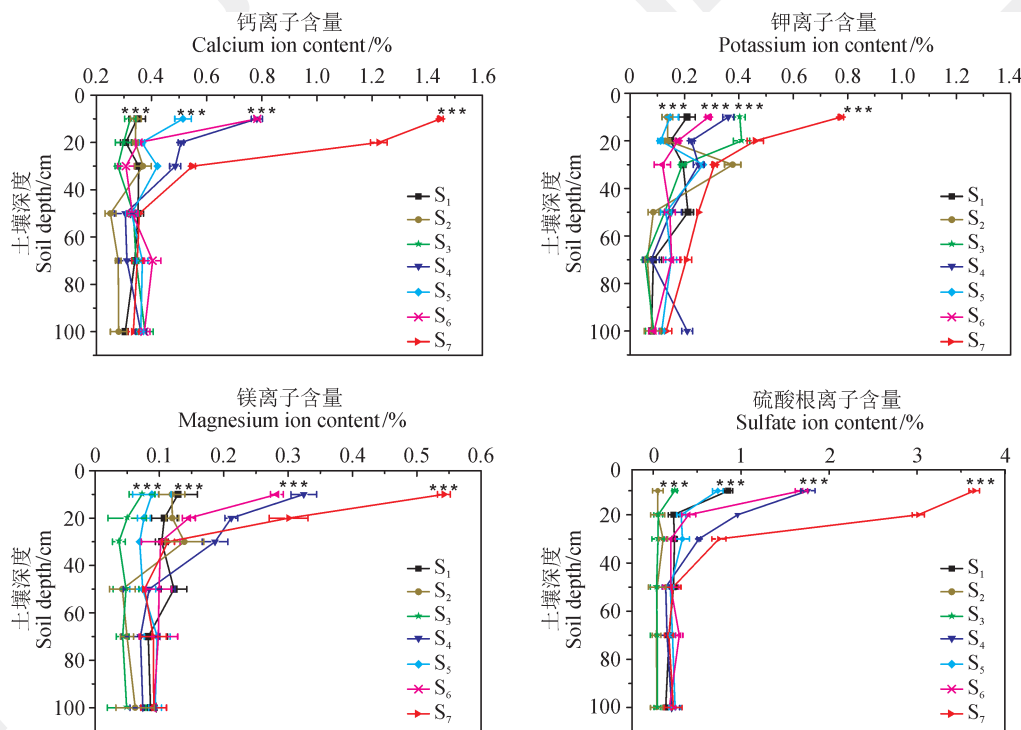 钙离子含量
Calcium ion content/%
0.2 0.4 0.6 0.8 1.0 1.2 1.4 1.6
0
20
40
60
80
100
土壤深度
Soil depth/cm
*** *** *** ***
S₁
S₂
S₃
S₄
S₅
S₆
S₇
钾离子含量
Potassium ion content/%
0 0.2 0.4 0.6 0.8 1.0 1.2 1.4
0
20
40
60
80
100
土壤深度
Soil depth/cm
*** *** *** ***
S₁
S₂
S₃
S₄
S₅
S₆
S₇
镁离子含量
Magnesium ion content/%
0 0.1 0.2 0.3 0.4 0.5 0.6
0
20
40
60
80
100
土壤深度
Soil depth/cm
*** *** *** ***
S₁
S₂
S₃
S₄
S₅
S₆
S₇
硫酸根离子含量
Sulfate ion content/%
0 1 2 3 4
0
20
40
60
80
100
土壤深度
Soil depth/cm
*** *** *** ***
S₁
S₂
S₃
S₄
S₅
S₆
S₇